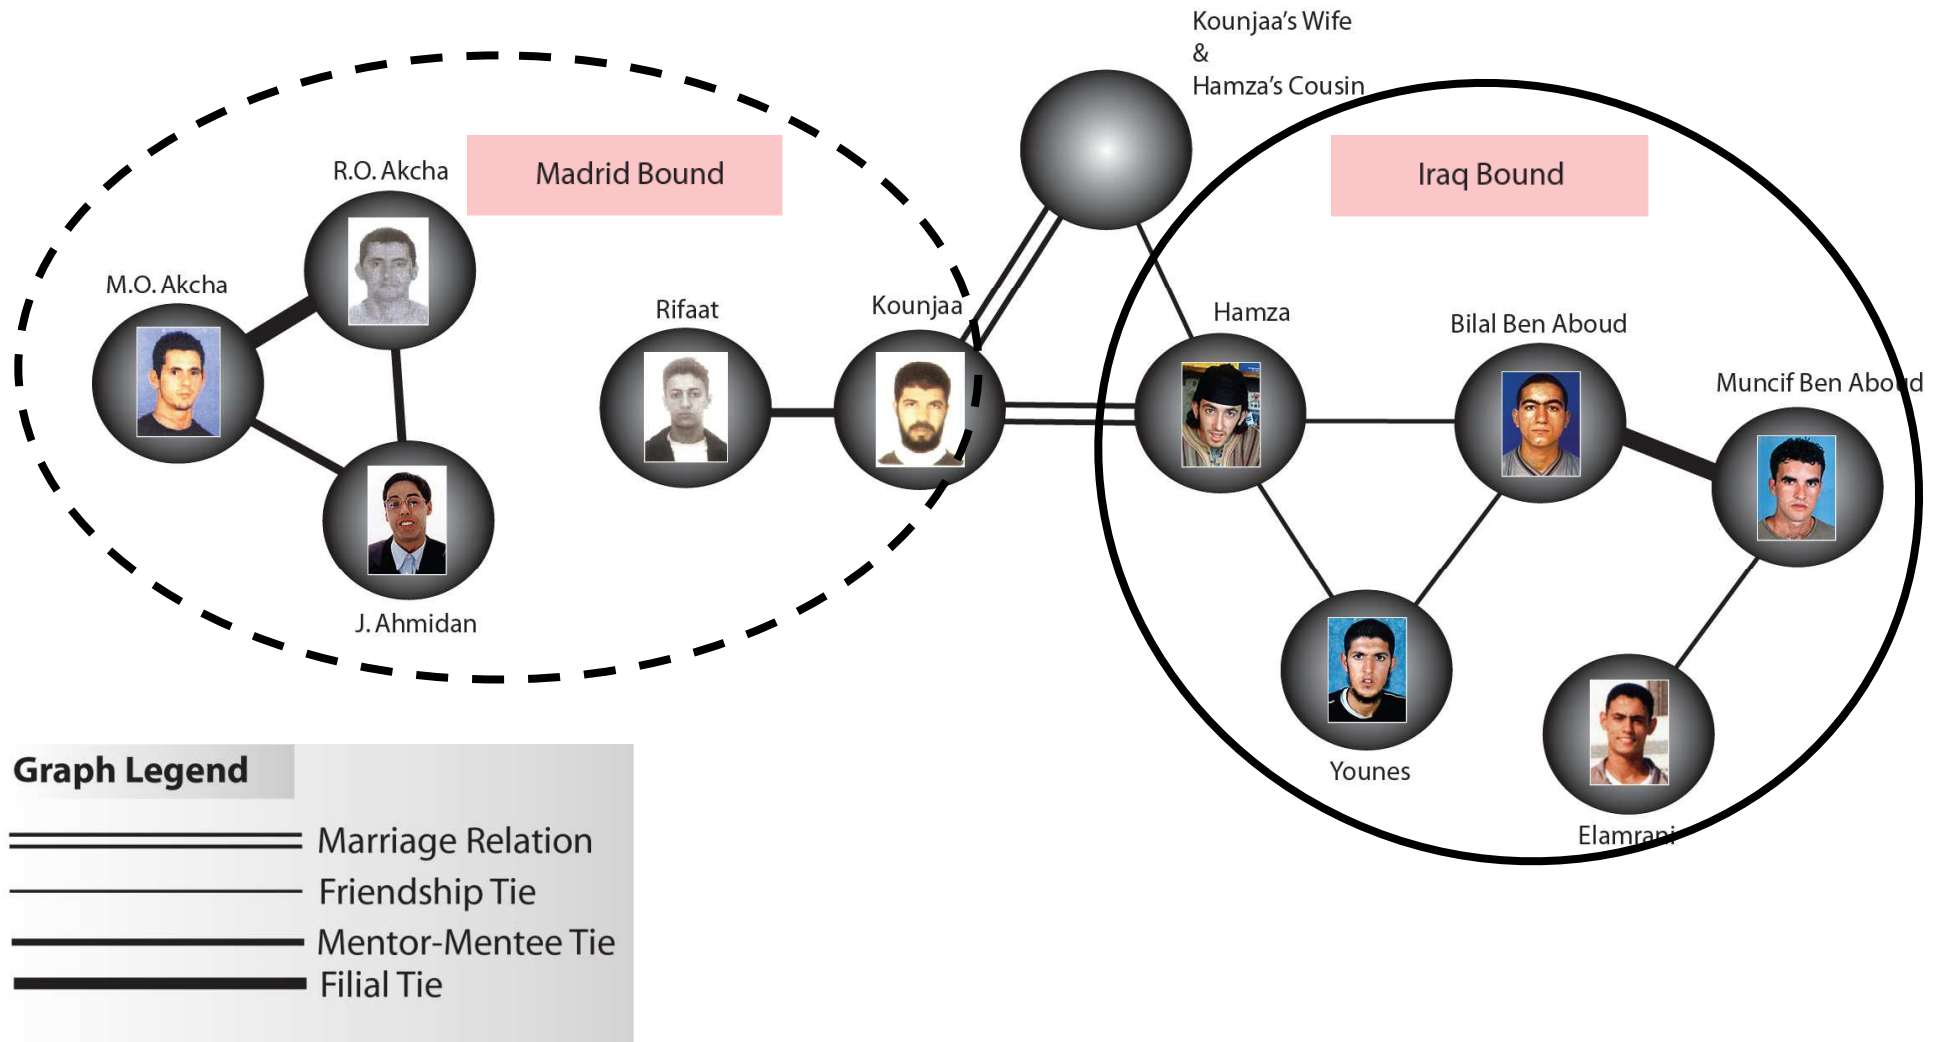 Kounjaa's Wife
&
Hamza's Cousin
Madrid Bound
Iraq Bound
R.O. Akcha
M.O. Akcha
Rifaat
Kounjaa
Hamza
Bilal Ben Aboud
Muncif Ben Aboud
J. Ahmidan
Younes
Elamrani
Graph Legend
Marriage Relation
Friendship Tie
Mentor-Mentee Tie
Filial Tie